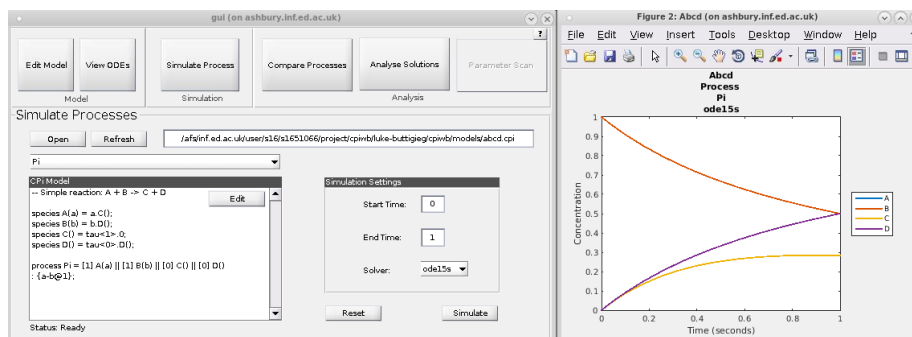 gui (on ashbury.inf.ed.ac.uk)
?
Edit Model
View ODEs
Simulate Process
Compare Processes
Analyse Solutions
Parameter Scan
Model
Simulation
Analysis
Simulate Processes
Open
Refresh
/afs/inf.ed.ac.uk/user/s16/s1651066/project/cpiwb/luke-buttigieg/cpiwb/models/abcd.cpi
Pi
CPi Model
-- Simple reaction: A + B -> C + D
Edit
species A(a) = a.C();
species B(b) = b.D();
species C() = tau<1>.0;
species D() = tau<0>.D();
process Pi = [1] A(a) || [1] B(b) || [0] C() || [0] D()
: {a-b@1};
Simulation Settings
Start Time: 0
End Time: 1
Solver: ode15s
Reset
Simulate
Status: Ready
Figure 2: Abcd (on ashbury.inf.ed.ac.uk)
File Edit View Insert Tools Desktop Window Help
Abcd
Process
Pi
ode15s
1
0.9
0.8
0.7
0.6
0.5
0.4
0.3
0.2
0.1
0
Concentration
0 0.2 0.4 0.6 0.8 1
Time (seconds)
A
B
C
D